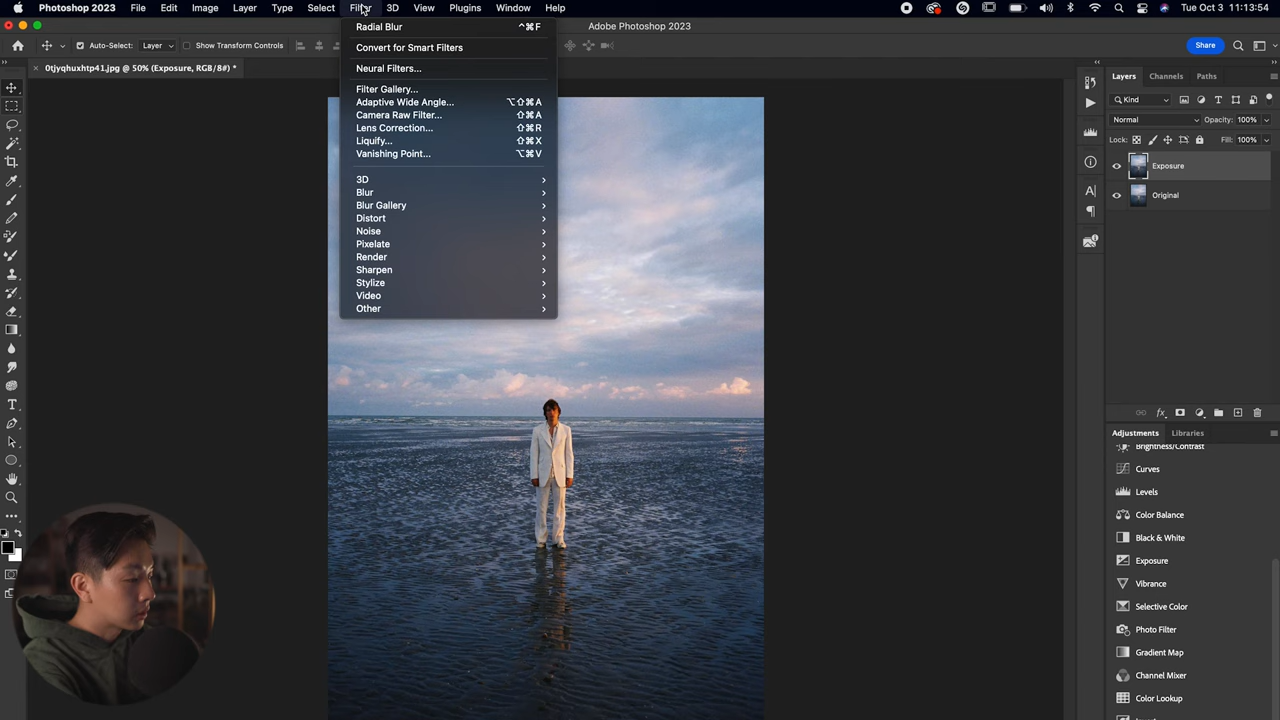 Photoshop 2023 File Edit Image Layer Type Select Filter 3D View Plugins Window Help Tue Oct 3 1:13:54
Adobe Photoshop 2023
Auto-Select: Layer Show Transform Controls Share
× 0tjyqhuxhtp41.jpg @ 50% (Exposure, RGB/8#) *
Radial Blur ^⌘F
Convert for Smart Filters
Neural Filters...
Filter Gallery...
Adaptive Wide Angle... ⌥⇧⌘A
Camera Raw Filter... ⇧⌘A
Lens Correction... ⇧⌘R
Liquify... ⇧⌘X
Vanishing Point... ⌥⌘V
3D >
Blur >
Blur Gallery >
Distort >
Noise >
Pixelate >
Render >
Sharpen >
Stylize >
Video >
Other >
Layers Channels Paths
Kind
Normal Opacity: 100%
Lock: Fill: 100%
Exposure
Original
Adjustments Libraries
Brightness/Contrast
Curves
Levels
Color Balance
Black & White
Exposure
Vibrance
Selective Color
Photo Filter
Gradient Map
Channel Mixer
Color Lookup